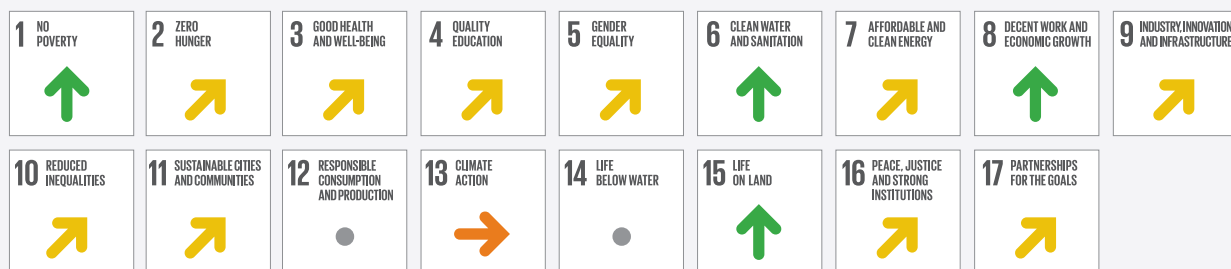 1 NO
POVERTY
2 ZERO
HUNGER
3 GOOD HEALTH
AND WELL-BEING
4 QUALITY
EDUCATION
5 GENDER
EQUALITY
6 CLEAN WATER
AND SANITATION
7 AFFORDABLE AND
CLEAN ENERGY
8 DECENT WORK AND
ECONOMIC GROWTH
9 INDUSTRY, INNOVATION
AND INFRASTRUCTURE
10 REDUCED
INEQUALITIES
11 SUSTAINABLE CITIES
AND COMMUNITIES
12 RESPONSIBLE
CONSUMPTION
AND PRODUCTION
13 CLIMATE
ACTION
14 LIFE
BELOW WATER
15 LIFE
ON LAND
16 PEACE, JUSTICE
AND STRONG
INSTITUTIONS
17 PARTNERSHIPS
FOR THE GOALS